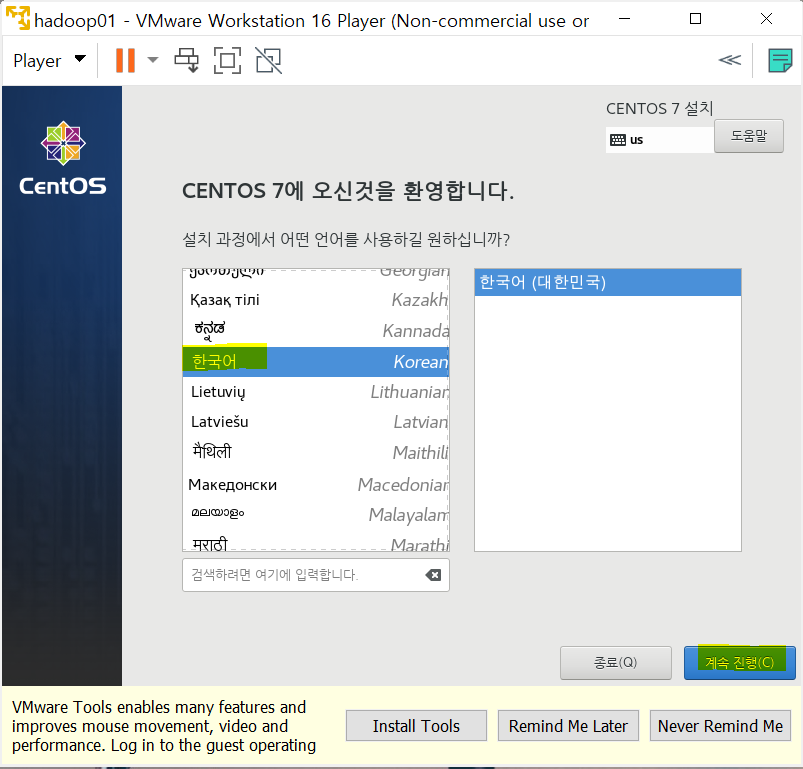 hadoop01 - VMware Workstation 16 Player (Non-commercial use or
Player
CentOS
CENTOS 7 설치
us
도움말
CENTOS 7에 오신것을 환영합니다.
설치 과정에서 어떤 언어를 사용하길 원하십니까?
ქართული Georgian
Қазақ тілі Kazakh
ಕನ್ನಡ Kannada
한국어 Korean
Lietuvių Lithuanian
Latviešu Latvian
मैथिली Maithili
Македонски Macedonian
മലയാളം Malayalam
मराठी Marathi
한국어 (대한민국)
검색하려면 여기에 입력합니다.
종료(Q)
계속 진행(C)
VMware Tools enables many features and
improves mouse movement, video and
performance. Log in to the guest operating
Install Tools
Remind Me Later
Never Remind Me